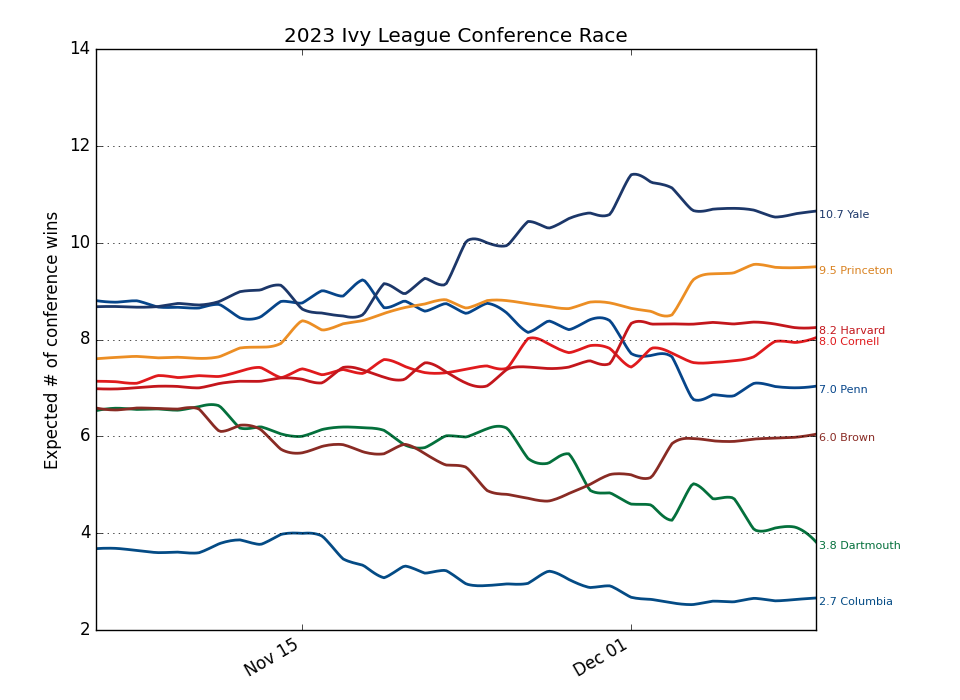 2023 Ivy League Conference Race
Expected # of conference wins
14
12
10
8
6
4
2
Nov 15
Dec 01
10.7 Yale
9.5 Princeton
8.2 Harvard
8.0 Cornell
7.0 Penn
6.0 Brown
3.8 Dartmouth
2.7 Columbia